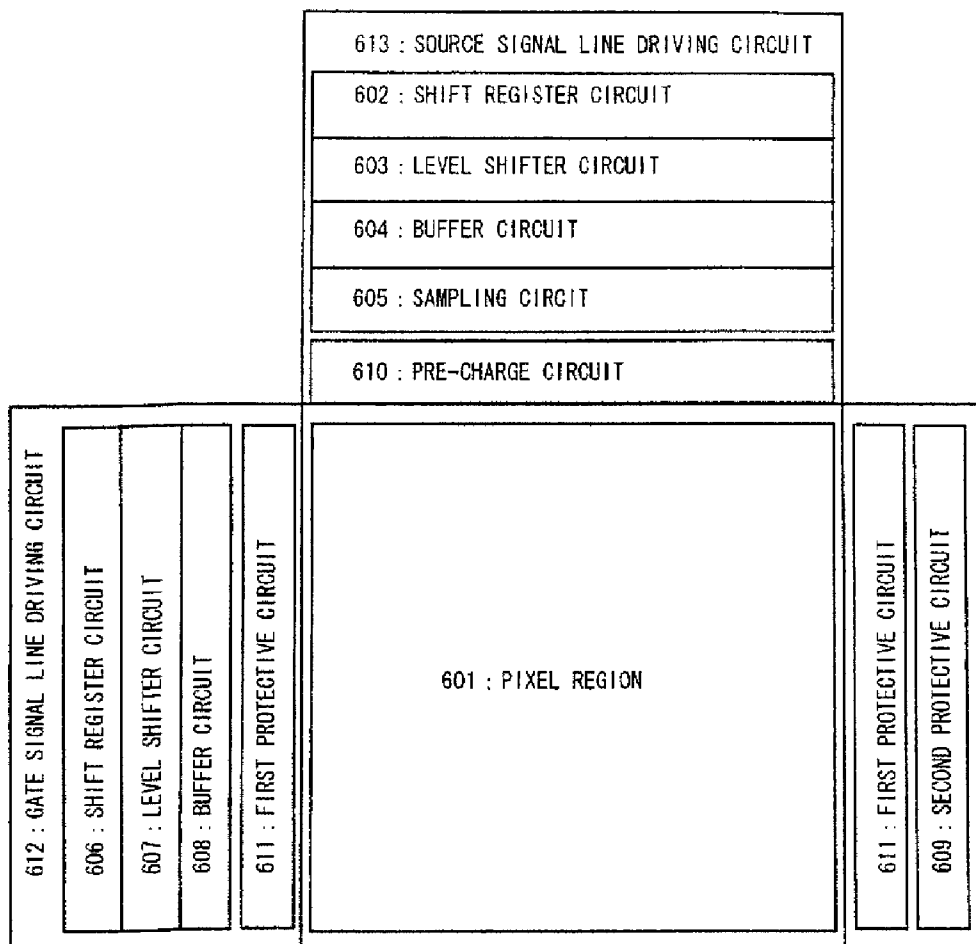 613 : SOURCE SIGNAL LINE DRIVING CIRCUIT
602 : SHIFT REGISTER CIRCUIT
603 : LEVEL SHIFTER CIRCUIT
604 : BUFFER CIRCUIT
605 : SAMPLING CIRCIT
610 : PRE-CHARGE CIRCUIT
612 : GATE SIGNAL LINE DRIVING CIRCUIT
606 : SHIFT REGISTER CIRCUIT
607 : LEVEL SHIFTER CIRCUIT
608 : BUFFER CIRCUIT
611 : FIRST PROTECTIVE CIRCUIT
601 : PIXEL REGION
611 : FIRST PROTECTIVE CIRCUIT
609 : SECOND PROTECTIVE CIRCUIT